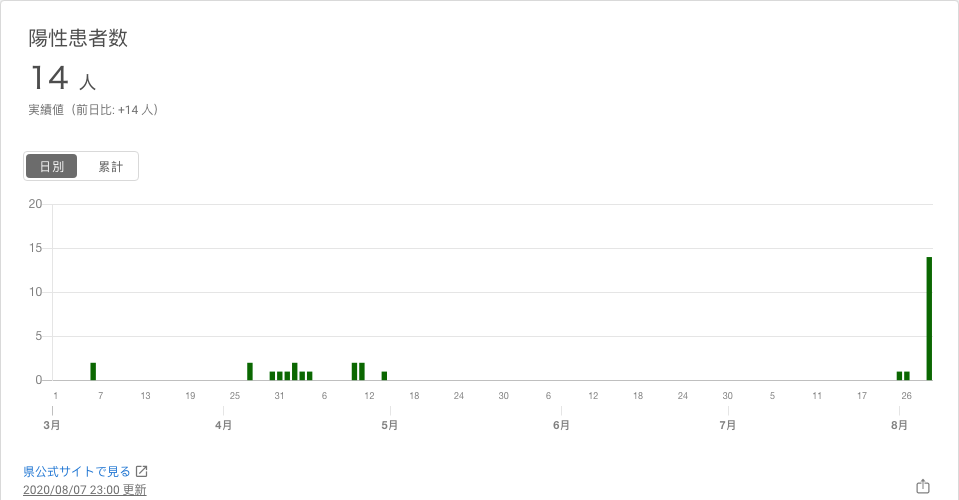 陽性患者数
14 人
実績値（前日比: +14 人）
日別 累計
20
15
10
5
0
1 7 13 19 25 31 6 12 18 24 30 6 12 18 24 30 5 11 17 26
3月 4月 5月 6月 7月 8月
県公式サイトで見る
2020/08/07 23:00 更新